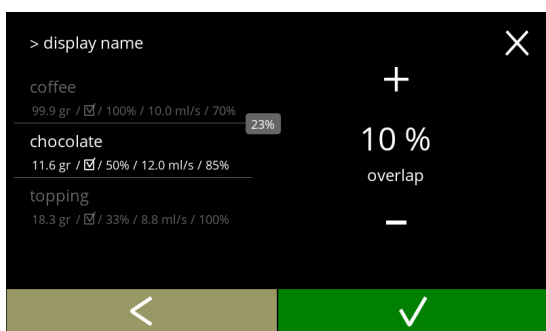 > display name
coffee
99.9 gr / ☑ / 100% / 10.0 ml/s / 70%
23%
chocolate
11.6 gr / ☑ / 50% / 12.0 ml/s / 85%
topping
18.3 gr / ☑ / 33% / 8.8 ml/s / 100%
+
10 %
overlap